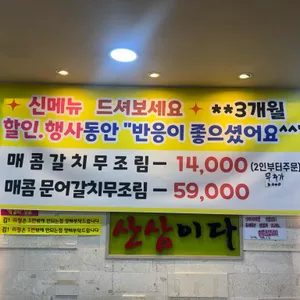 ✦신메뉴 드셔보세요✦ **3개월
할인.행사동안 "반응이 좋으셨어요^^
매콤갈치무조림 – 14,000 (2인부터주문)
매콤 문어갈치무조림 – 59,000
산삼이다